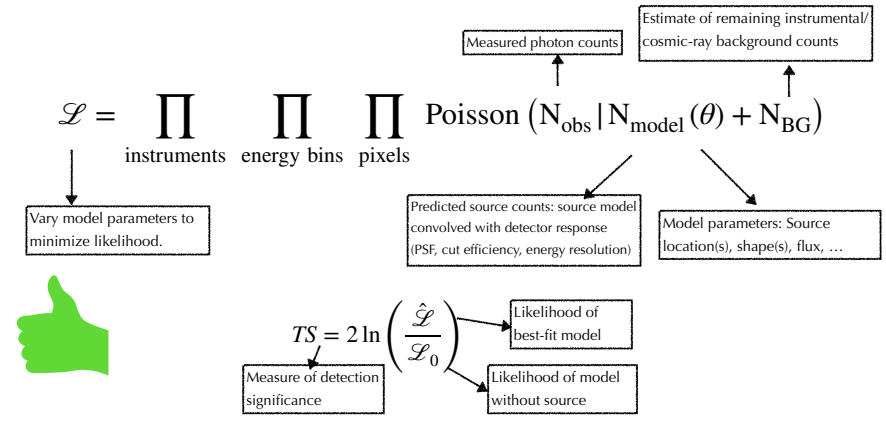 Measured photon counts
Estimate of remaining instrumental/
cosmic-ray background counts
ℒ = ∏ ∏ ∏ Poisson (N_obs | N_model (θ) + N_BG)
instruments energy bins pixels
Vary model parameters to
minimize likelihood.
Predicted source counts: source model
convolved with detector response
(PSF, cut efficiency, energy resolution)
Model parameters: Source
location(s), shape(s), flux, …
TS = 2 ln (ℒ̂ / ℒ_0)
Likelihood of
best-fit model
Measure of detection
significance
Likelihood of model
without source